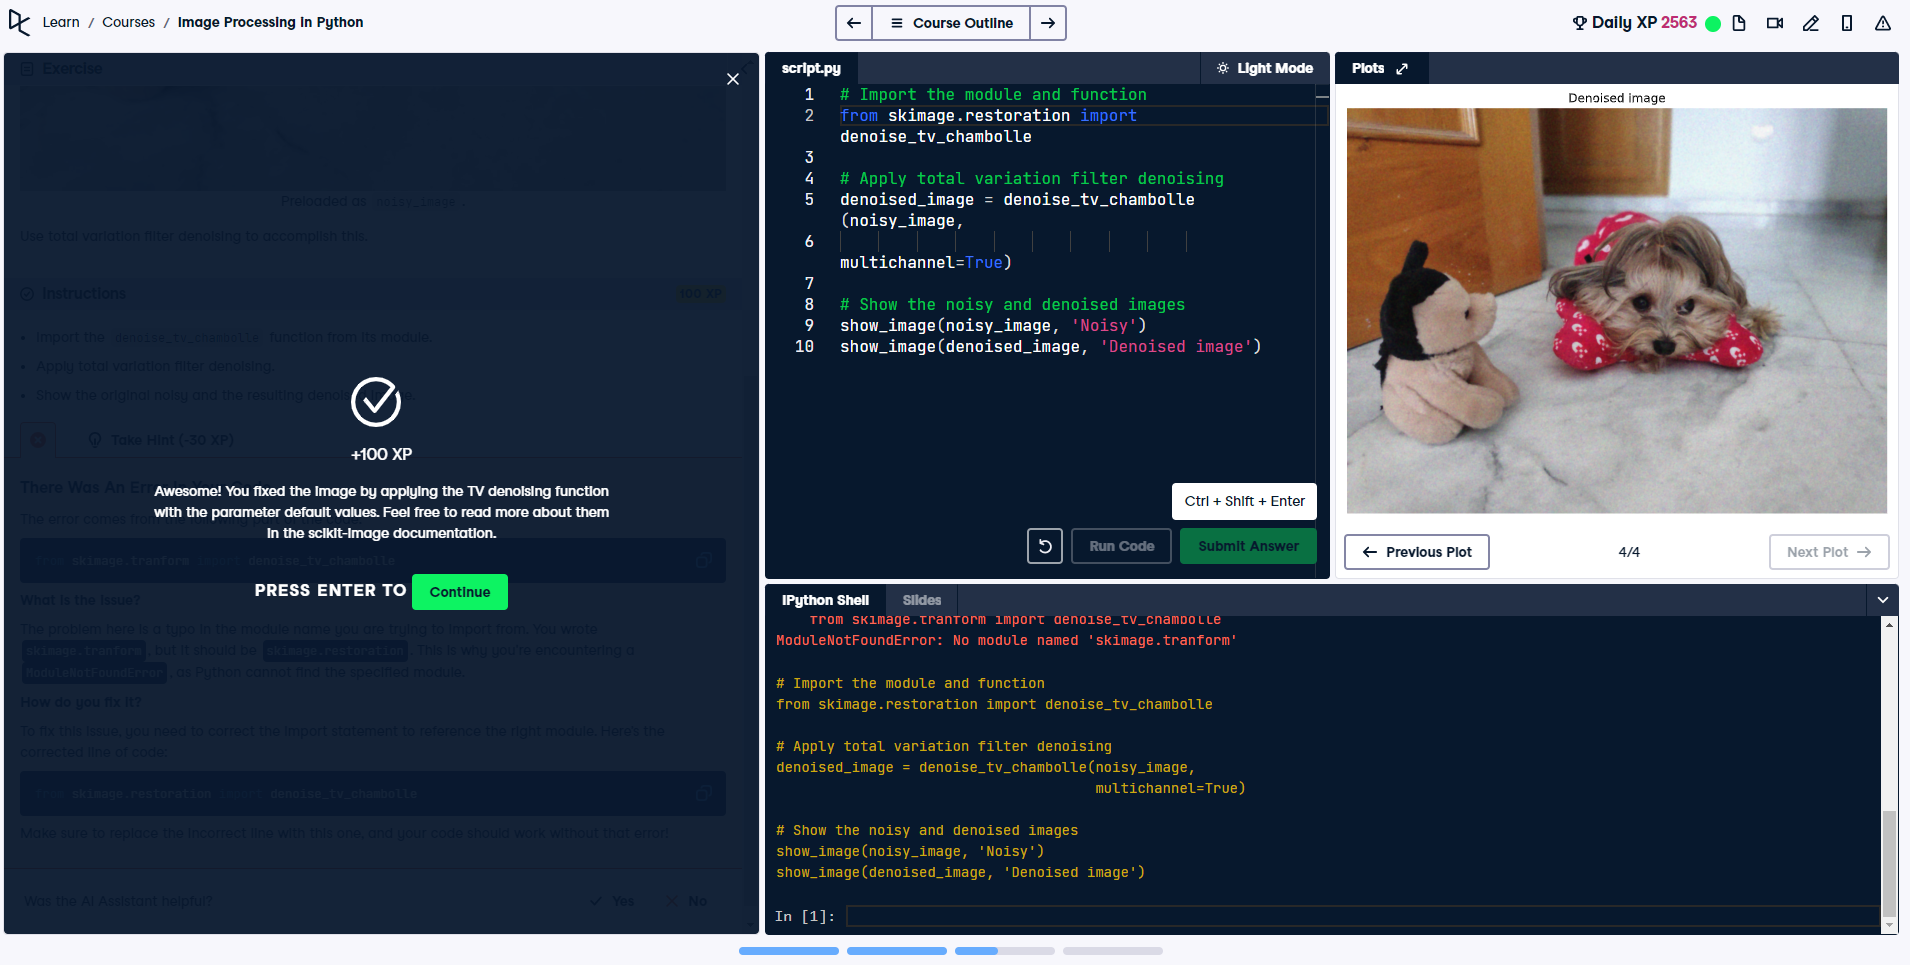 Learn / Courses / Image Processing in Python
Course Outline
Daily XP 2563
Exercise
Preloaded as noisy_image.
Use total variation filter denoising to accomplish this.
Instructions
100 XP
Import the denoise_tv_chambolle function from its module.
Apply total variation filter denoising.
Show the original noisy and the resulting denoised image.
Take Hint (-30 XP)
+100 XP
There Was An Error
Awesome! You fixed the image by applying the TV denoising function
with the parameter default values. Feel free to read more about them
in the scikit-image documentation.
The error comes from the following part of the code:
from skimage.tranform import denoise_tv_chambolle
PRESS ENTER TO Continue
What is the issue?
The problem here is a typo in the module name you are trying to import from. You wrote
skimage.tranform, but it should be skimage.restoration. This is why you're encountering a
ModuleNotFoundError, as Python cannot find the specified module.
How do you fix it?
To fix this issue, you need to correct the import statement to reference the right module. Here's the
corrected line of code:
from skimage.restoration import denoise_tv_chambolle
Make sure to replace the incorrect line with this one, and your code should work without that error!
Was the AI Assistant helpful?
Yes
No
script.py
Light Mode
1 # Import the module and function
2 from skimage.restoration import
denoise_tv_chambolle
3
4 # Apply total variation filter denoising
5 denoised_image = denoise_tv_chambolle
(noisy_image,
6
multichannel=True)
7
8 # Show the noisy and denoised images
9 show_image(noisy_image, 'Noisy')
10 show_image(denoised_image, 'Denoised image')
Ctrl + Shift + Enter
Run Code
Submit Answer
Plots
Denoised image
Previous Plot
4/4
Next Plot
IPython Shell
Slides
from skimage.tranform import denoise_tv_chambolle
ModuleNotFoundError: No module named 'skimage.tranform'
# Import the module and function
from skimage.restoration import denoise_tv_chambolle
# Apply total variation filter denoising
denoised_image = denoise_tv_chambolle(noisy_image,
multichannel=True)
# Show the noisy and denoised images
show_image(noisy_image, 'Noisy')
show_image(denoised_image, 'Denoised image')
In [1]: